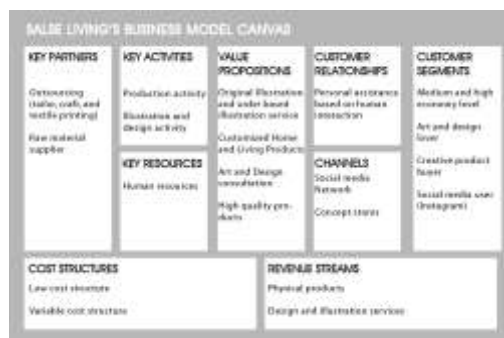 SALSE LIVING'S BUSINESS MODEL CANVAS
KEY PARTNERS
Outsourcing
(tailor, craft, and
textile printing)
Raw material
supplier
KEY ACTIVITIES
Production activity
Illustration and
design activity
KEY RESOURCES
Human resources
VALUE
PROPOSITIONS
Original Illustration
and order based
illustration service
Customized Home
and Living Products
Art and Design
consultation
High quality pro-
ducts
CUSTOMER
RELATIONSHIPS
Personal assistance
based on human
interaction
CHANNELS
Social media
Network
Concept stores
CUSTOMER
SEGMENTS
Medium and high
economy level
Art and design
lover
Creative product
buyer
Social media user
(Instagram)
COST STRUCTURES
Low cost structure
Variable cost structure
REVENUE STREAMS
Physical products
Design and illustration services